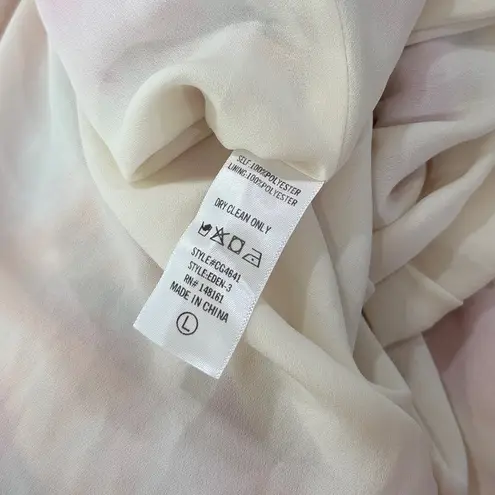 SELF:100%POLYESTER
LINING:100%POLYESTER
DRY CLEAN ONLY
STYLE#CG4641
STYLE:EDEN-3
RN# 148161
MADE IN CHINA
L